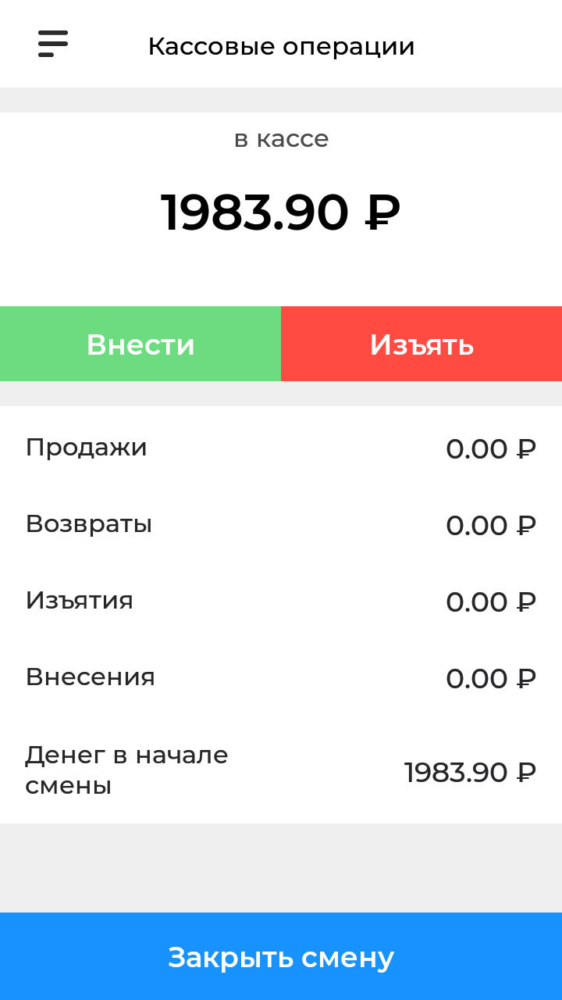 Кассовые операции
в кассе
1983.90 ₽
Внести
Изъять
Продажи
0.00 ₽
Возвраты
0.00 ₽
Изъятия
0.00 ₽
Внесения
0.00 ₽
Денег в начале
смены
1983.90 ₽
Закрыть смену